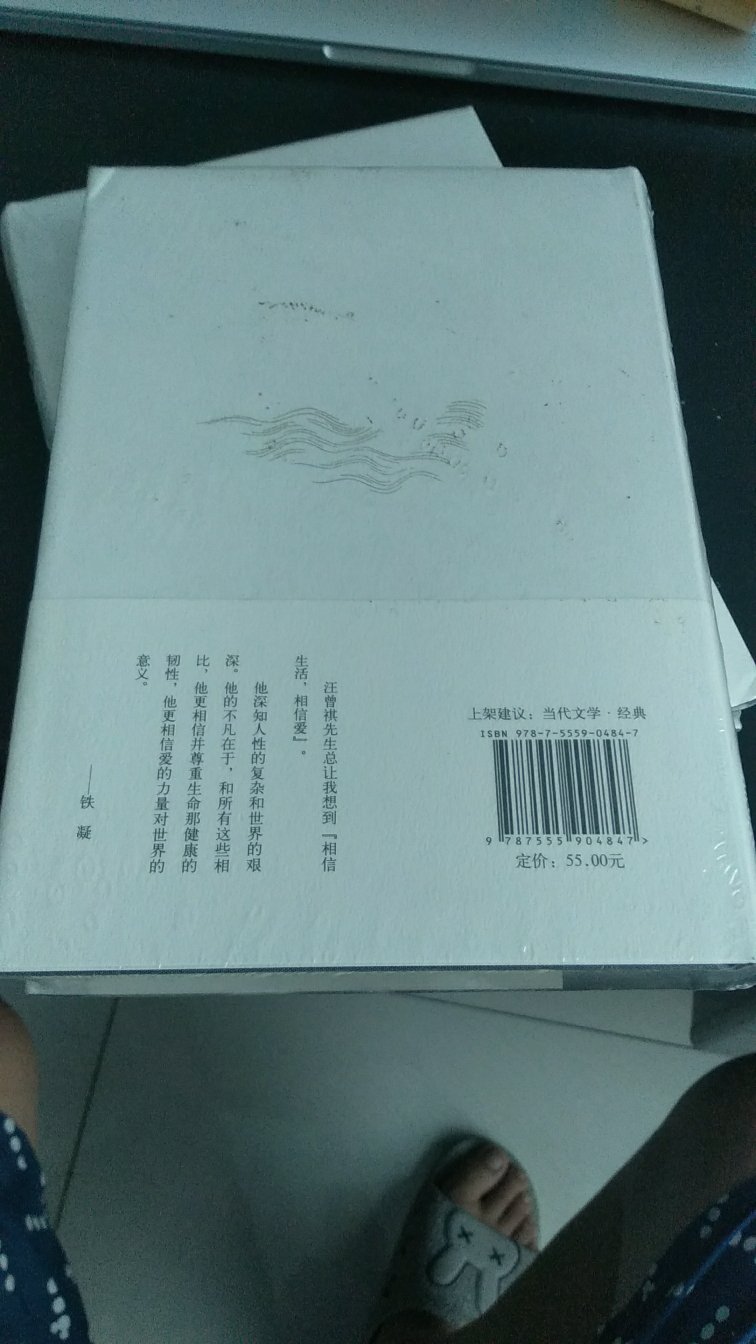 汪曾祺先生总让我想到『相信
生活，相信爱』。
他深知人性的复杂和世界的艰
深。他的不凡在于，和所有这些相
比，他更相信并尊重生命那健康的
韧性，他更相信爱的力量对世界的
意义。
——铁 凝
上架建议：当代文学·经典
ISBN 978-7-5559-0484-7
9 787555 904847 >
定价：55.00元